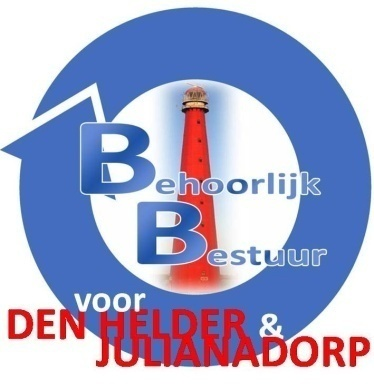 Behoorlijk
Bestuur
voor
DEN HELDER &
JULIANADORP